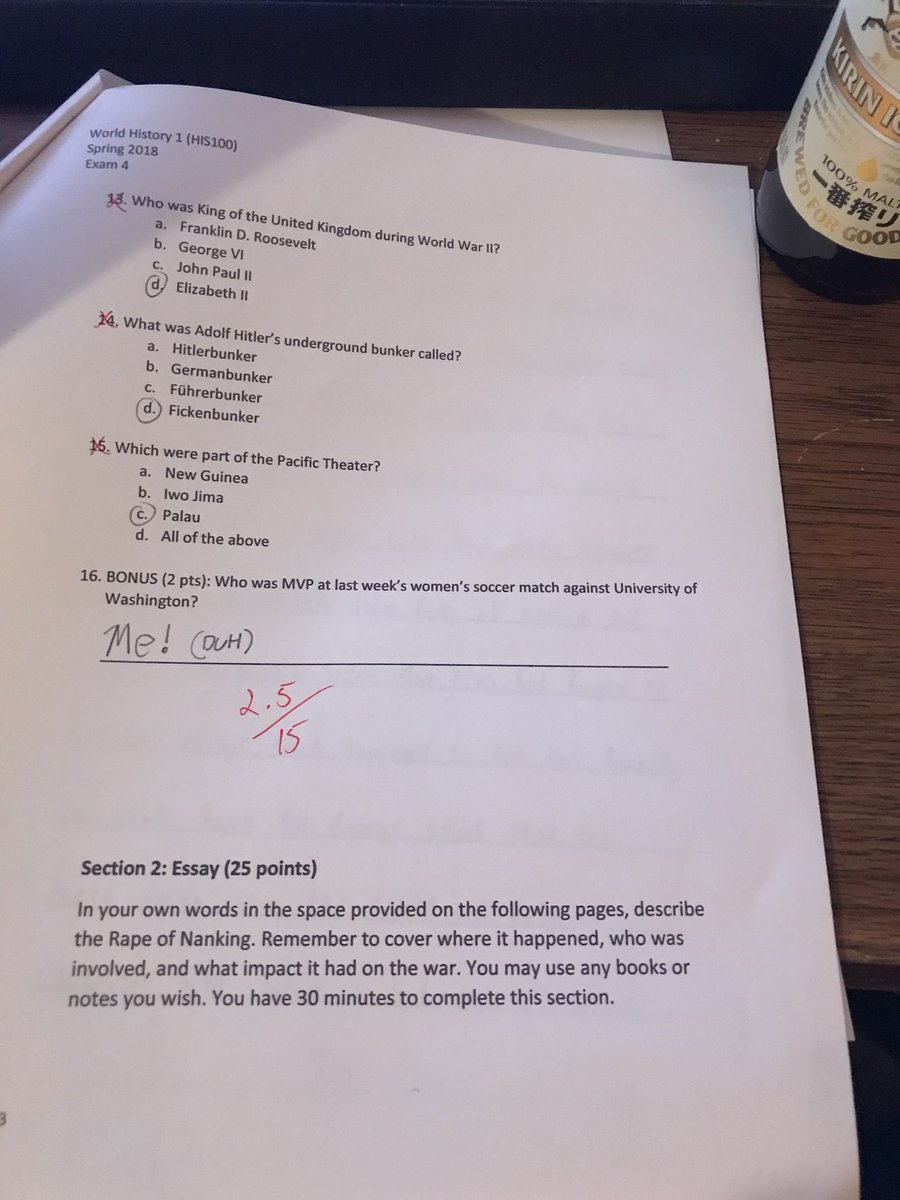 World History 1 (HIS100)
Spring 2018
Exam 4
13. Who was King of the United Kingdom during World War II?
a. Franklin D. Roosevelt
b. George VI
c. John Paul II
d. Elizabeth II
14. What was Adolf Hitler's underground bunker called?
a. Hitlerbunker
b. Germanbunker
c. Führerbunker
d. Fickenbunker
15. Which were part of the Pacific Theater?
a. New Guinea
b. Iwo Jima
c. Palau
d. All of the above
16. BONUS (2 pts): Who was MVP at last week's women's soccer match against University of
Washington?
Me! (DUH)
2.5/15
Section 2: Essay (25 points)
In your own words in the space provided on the following pages, describe
the Rape of Nanking. Remember to cover where it happened, who was
involved, and what impact it had on the war. You may use any books or
notes you wish. You have 30 minutes to complete this section.
3
KIRIN
100% MALT
一番搾り
BREWED FOR GOOD